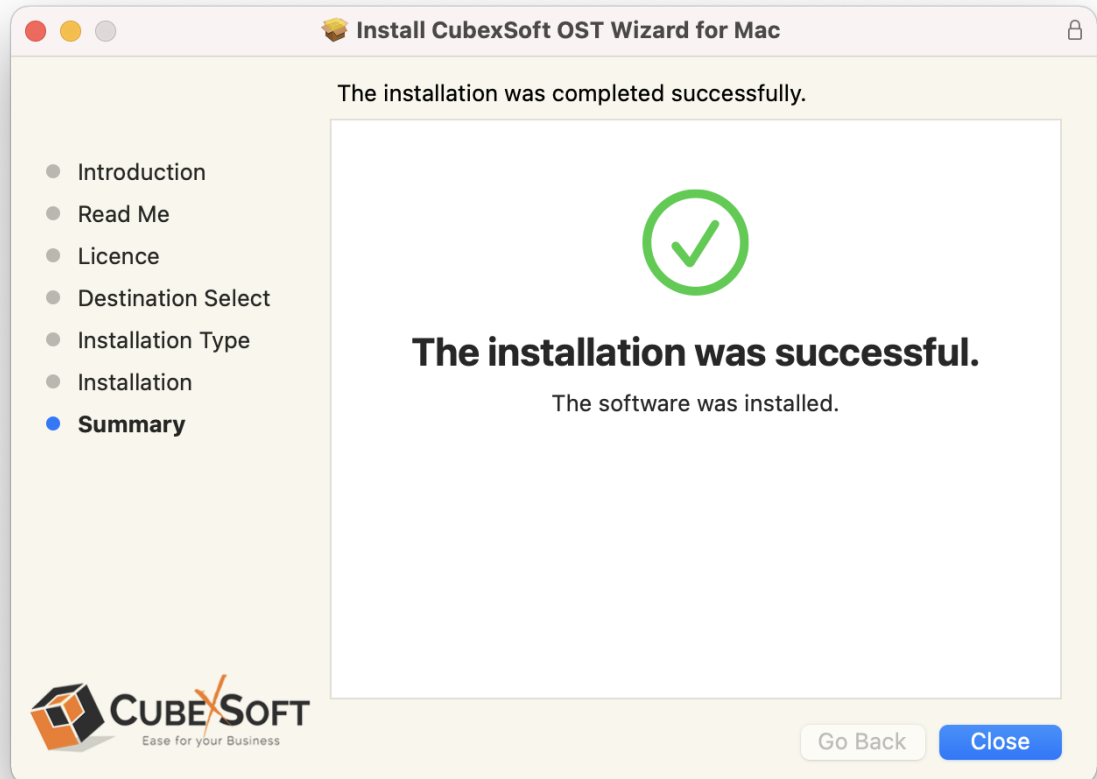 Install CubexSoft OST Wizard for Mac
The installation was completed successfully.
Introduction
Read Me
Licence
Destination Select
Installation Type
Installation
Summary
The installation was successful.
The software was installed.
CUBEXSOFT
Ease for your Business
Go Back
Close